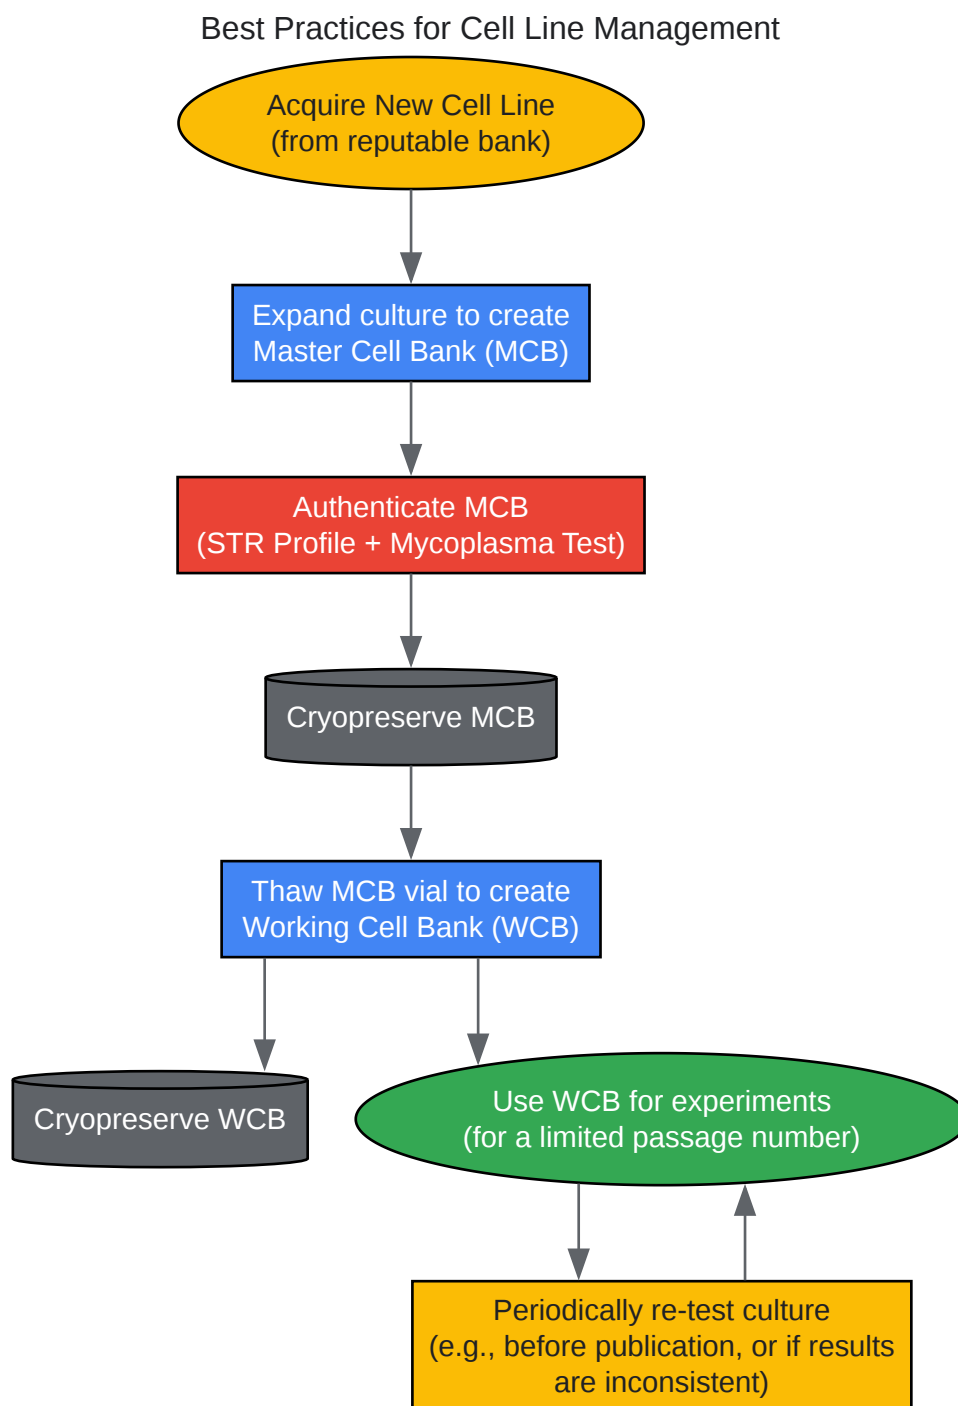 Best Practices for Cell Line Management
Acquire New Cell Line
(from reputable bank)
Expand culture to create
Master Cell Bank (MCB)
Authenticate MCB
(STR Profile + Mycoplasma Test)
Cryopreserve MCB
Thaw MCB vial to create
Working Cell Bank (WCB)
Cryopreserve WCB
Use WCB for experiments
(for a limited passage number)
Periodically re-test culture
(e.g., before publication, or if results
are inconsistent)